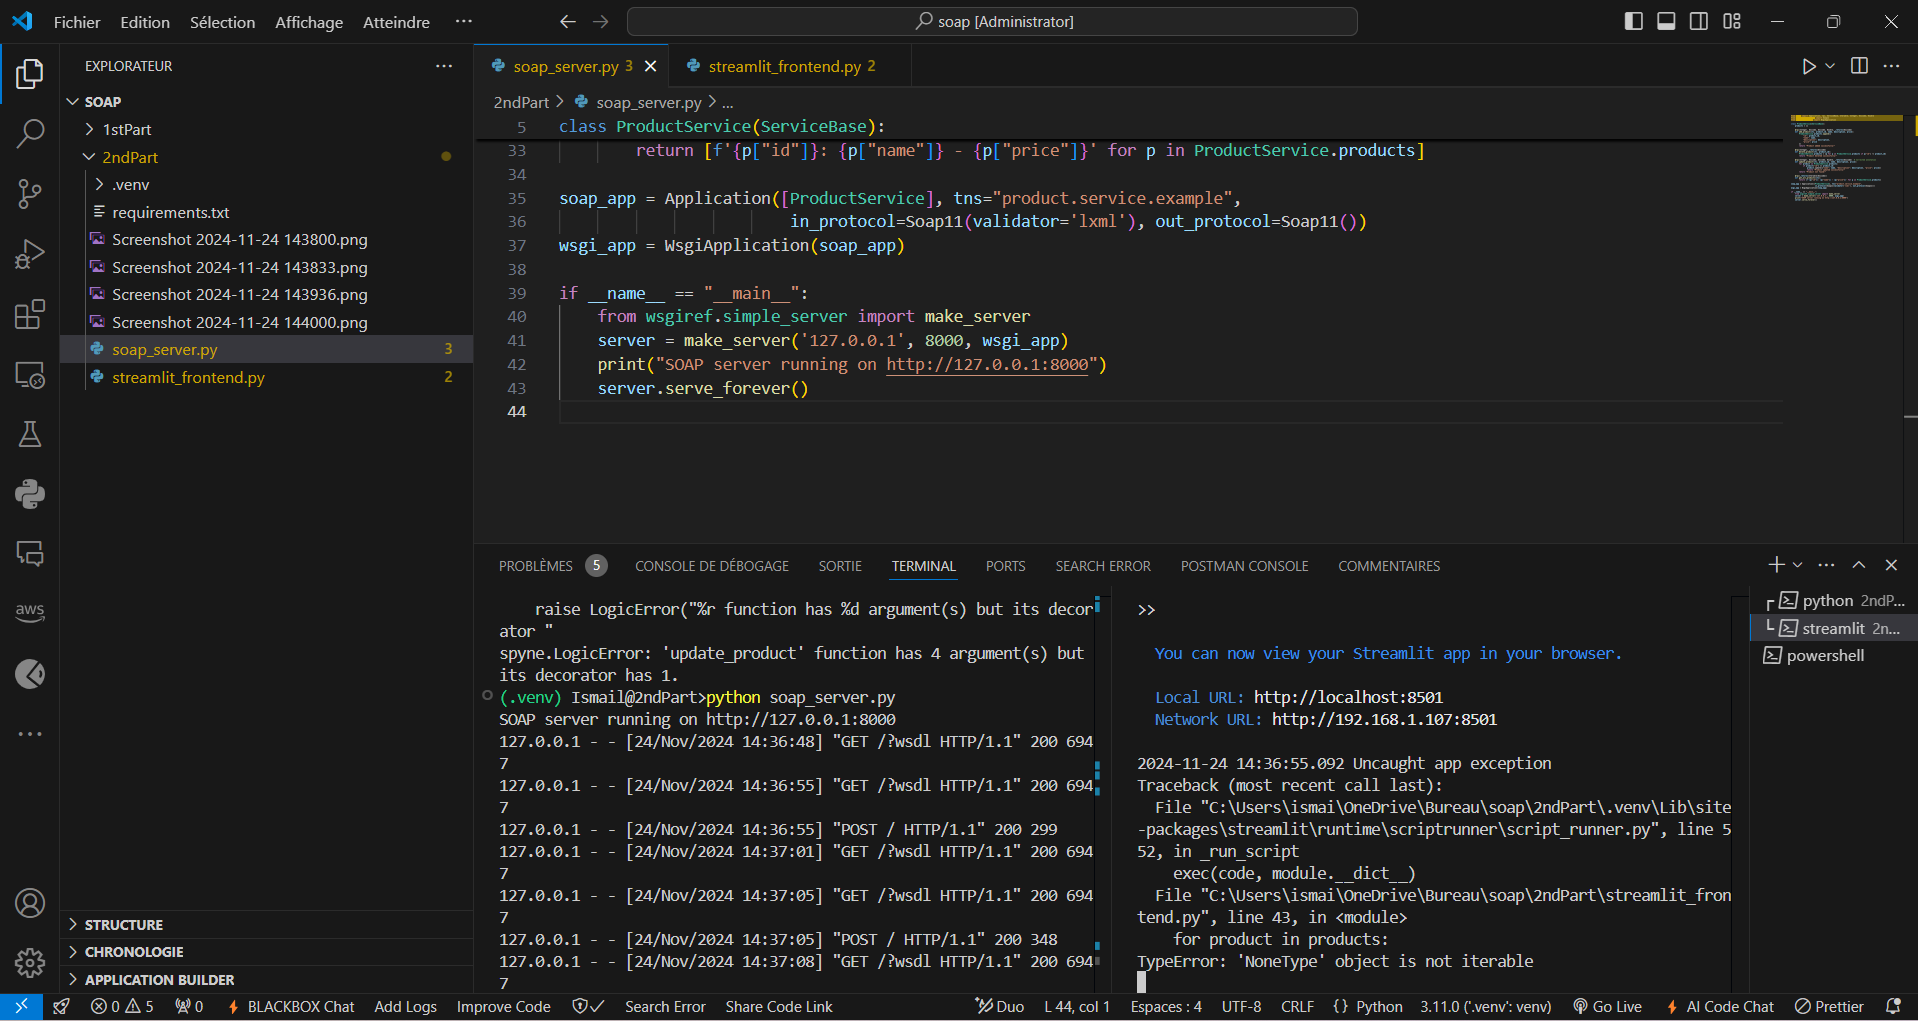 Fichier Edition Sélection Affichage Atteindre ···
soap [Administrator]
EXPLORATEUR
SOAP
1stPart
2ndPart
.venv
requirements.txt
Screenshot 2024-11-24 143800.png
Screenshot 2024-11-24 143833.png
Screenshot 2024-11-24 143936.png
Screenshot 2024-11-24 144000.png
soap_server.py 3
streamlit_frontend.py 2
STRUCTURE
CHRONOLOGIE
APPLICATION BUILDER
aws
soap_server.py 3
streamlit_frontend.py 2
2ndPart > soap_server.py > ...
5 class ProductService(ServiceBase):
33 return [f'{p["id"]}: {p["name"]} - {p["price"]}' for p in ProductService.products]
34
35 soap_app = Application([ProductService], tns="product.service.example",
36 in_protocol=Soap11(validator='lxml'), out_protocol=Soap11())
37 wsgi_app = WsgiApplication(soap_app)
38
39 if __name__ == "__main__":
40 from wsgiref.simple_server import make_server
41 server = make_server('127.0.0.1', 8000, wsgi_app)
42 print("SOAP server running on http://127.0.0.1:8000")
43 server.serve_forever()
44
PROBLÈMES 5 CONSOLE DE DÉBOGAGE SORTIE TERMINAL PORTS SEARCH ERROR POSTMAN CONSOLE COMMENTAIRES
raise LogicError("%r function has %d argument(s) but its decor
ator "
spyne.LogicError: 'update_product' function has 4 argument(s) but
its decorator has 1.
(.venv) Ismail@2ndPart>python soap_server.py
SOAP server running on http://127.0.0.1:8000
127.0.0.1 - - [24/Nov/2024 14:36:48] "GET /?wsdl HTTP/1.1" 200 694
7
127.0.0.1 - - [24/Nov/2024 14:36:55] "GET /?wsdl HTTP/1.1" 200 694
7
127.0.0.1 - - [24/Nov/2024 14:36:55] "POST / HTTP/1.1" 200 299
127.0.0.1 - - [24/Nov/2024 14:37:01] "GET /?wsdl HTTP/1.1" 200 694
7
127.0.0.1 - - [24/Nov/2024 14:37:05] "GET /?wsdl HTTP/1.1" 200 694
7
127.0.0.1 - - [24/Nov/2024 14:37:05] "POST / HTTP/1.1" 200 348
127.0.0.1 - - [24/Nov/2024 14:37:08] "GET /?wsdl HTTP/1.1" 200 694
7
>>
You can now view your Streamlit app in your browser.
Local URL: http://localhost:8501
Network URL: http://192.168.1.107:8501
2024-11-24 14:36:55.092 Uncaught app exception
Traceback (most recent call last):
File "C:\Users\ismai\OneDrive\Bureau\soap\2ndPart\.venv\Lib\site
-packages\streamlit\runtime\scriptrunner\script_runner.py", line 5
52, in _run_script
exec(code, module.__dict__)
File "C:\Users\ismai\OneDrive\Bureau\soap\2ndPart\streamlit_fron
tend.py", line 43, in <module>
for product in products:
TypeError: 'NoneType' object is not iterable
python 2ndP...
streamlit 2n...
powershell
0 5 0 BLACKBOX Chat Add Logs Improve Code Search Error Share Code Link Duo L 44, col 1 Espaces : 4 UTF-8 CRLF {} Python 3.11.0 ('.venv': venv) Go Live AI Code Chat Prettier